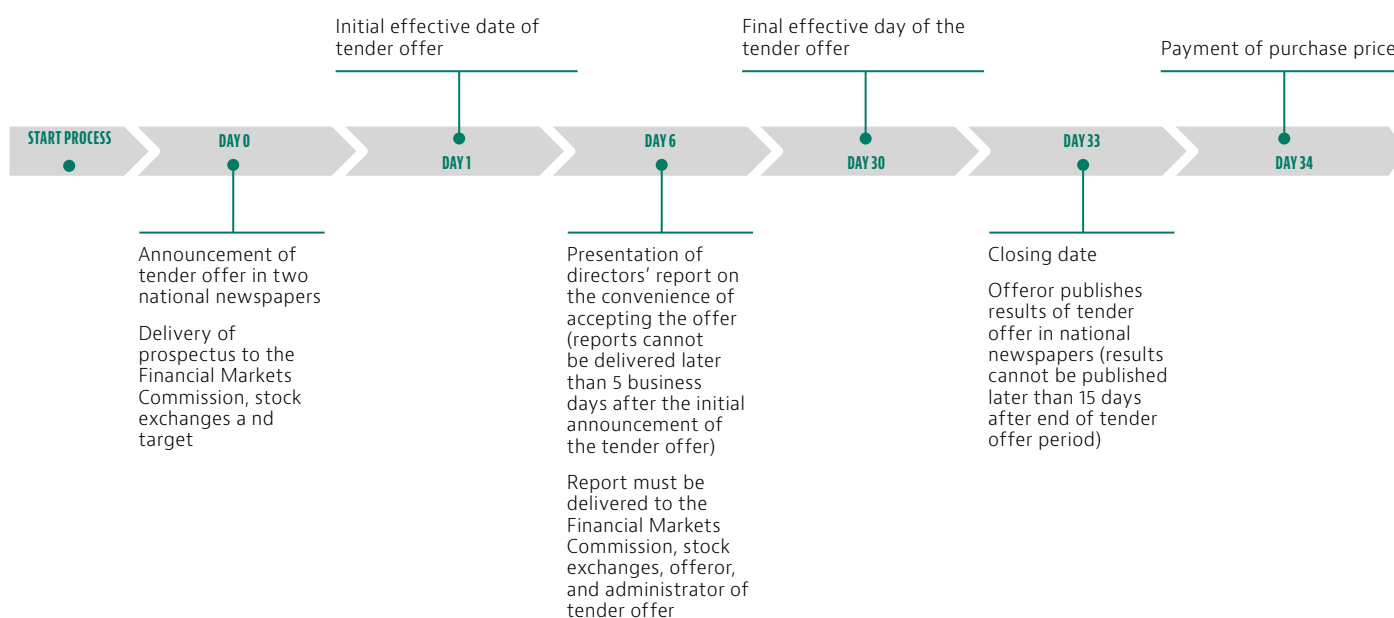 Initial effective date of
tender offer
Final effective day of the
tender offer
Payment of purchase price
START PROCESS
DAY 0
DAY 1
DAY 6
DAY 30
DAY 33
DAY 34
Announcement of
tender offer in two
national newspapers
Delivery of
prospectus to the
Financial Markets
Commission, stock
exchanges a nd
target
Presentation of
directors' report on
the convenience of
accepting the offer
(reports cannot
be delivered later
than 5 business
days after the initial
announcement of
the tender offer)
Report must be
delivered to the
Financial Markets
Commission, stock
exchanges, offeror,
and administrator of
tender offer
Closing date
Offeror publishes
results of tender
offer in national
newspapers (results
cannot be published
later than 15 days
after end of tender
offer period)